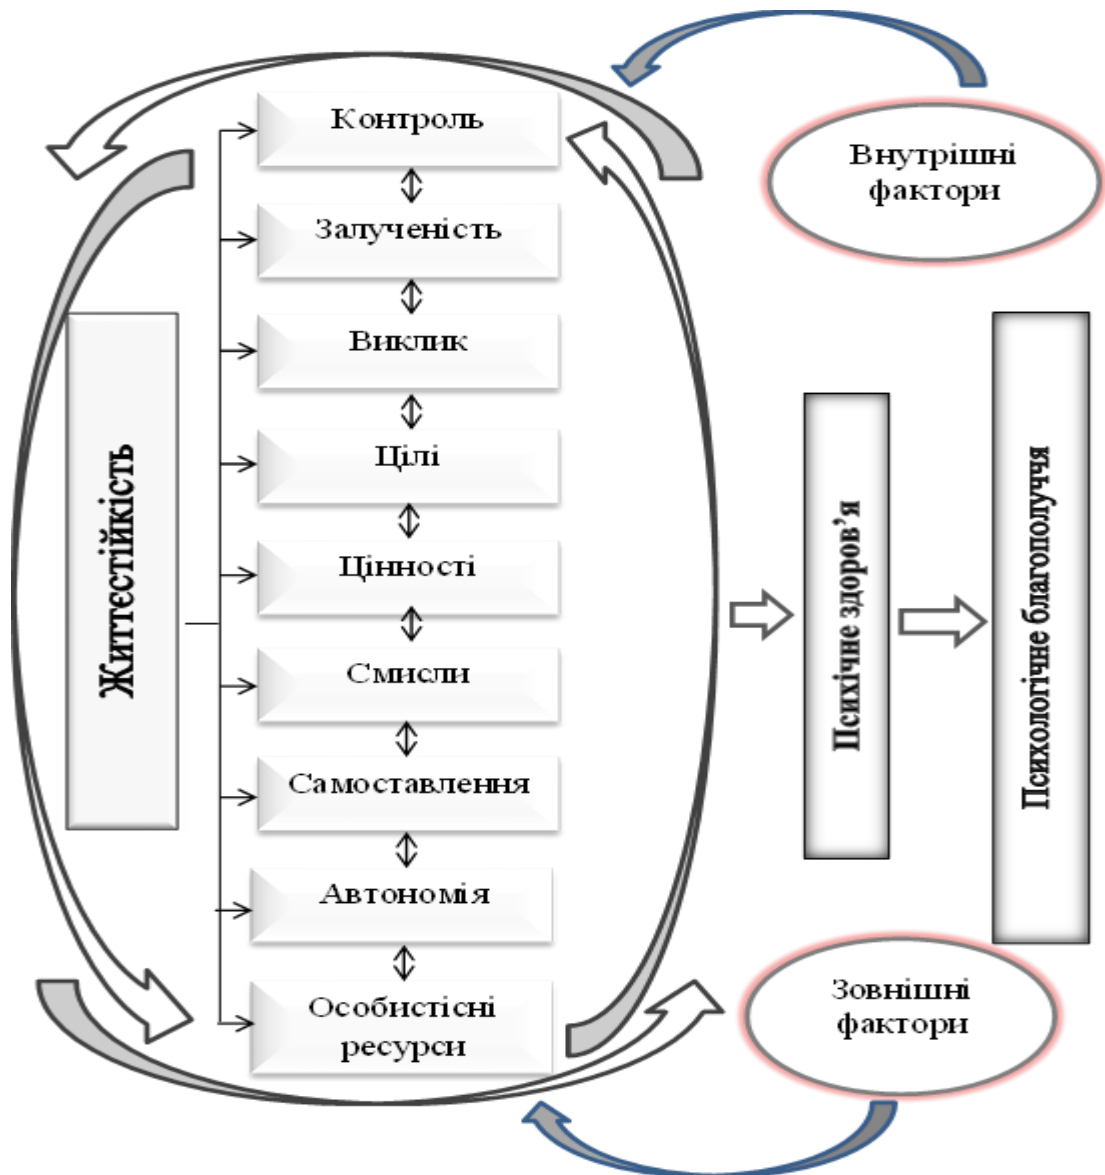 Контроль
Залученість
Виклик
Цілі
Цінності
Смисли
Самоставлення
Автономія
Особистісні
ресурси
Життєстійкість
Внутрішні
фактори
Психічне здоров’я
Психологічне благополуччя
Зовнішні
фактори